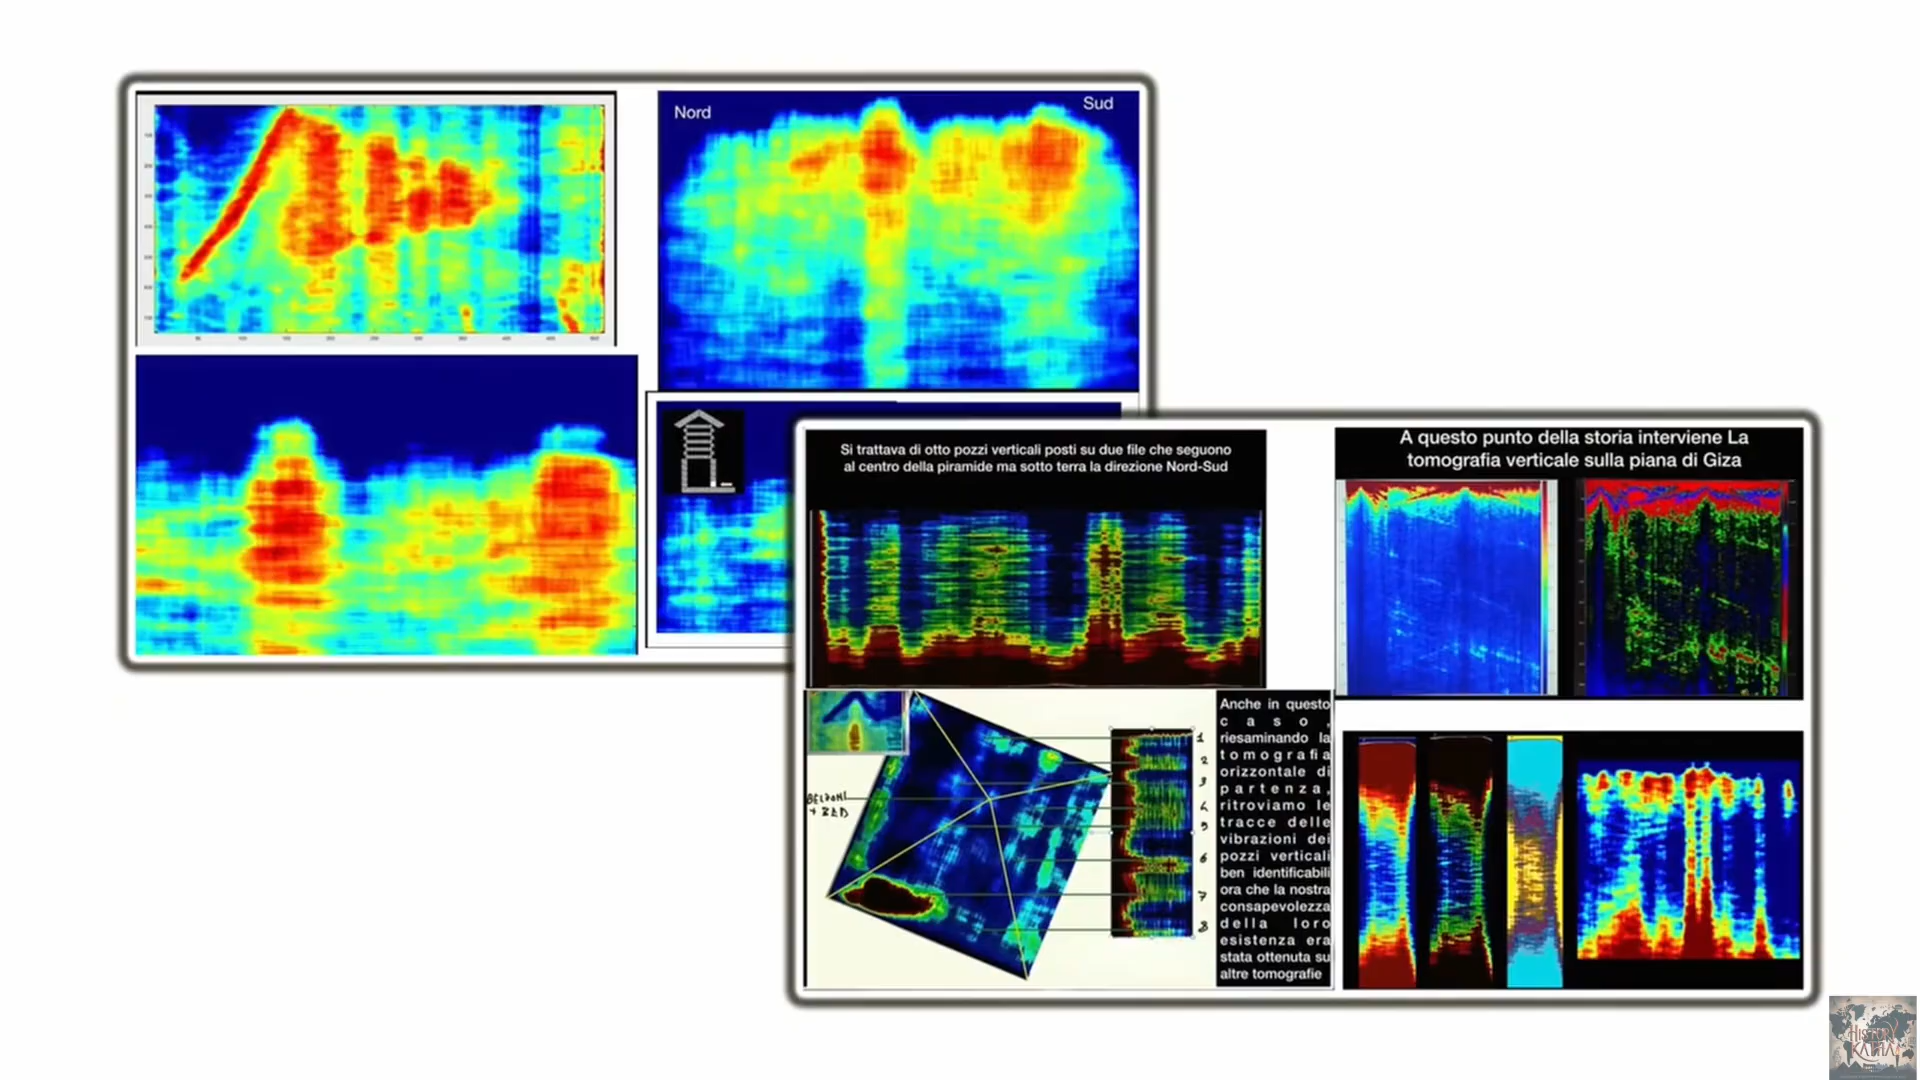 Nord
Sud
Si trattava di otto pozzi verticali posti su due file che seguono
al centro della piramide ma sotto terra la direzione Nord-Sud
A questo punto della storia interviene La
tomografia verticale sulla piana di Giza
BELZONI
1
2
3
4
5
6
7
8
Anche in questo
caso,
riesaminando la
tomografia
orizzontale di
partenza,
ritroviamo le
tracce delle
vibrazioni dei
pozzi verticali
ben identificabili
ora che la nostra
consapevolezza
della loro
esistenza era
stata ottenuta su
altre tomografie
HISTORY